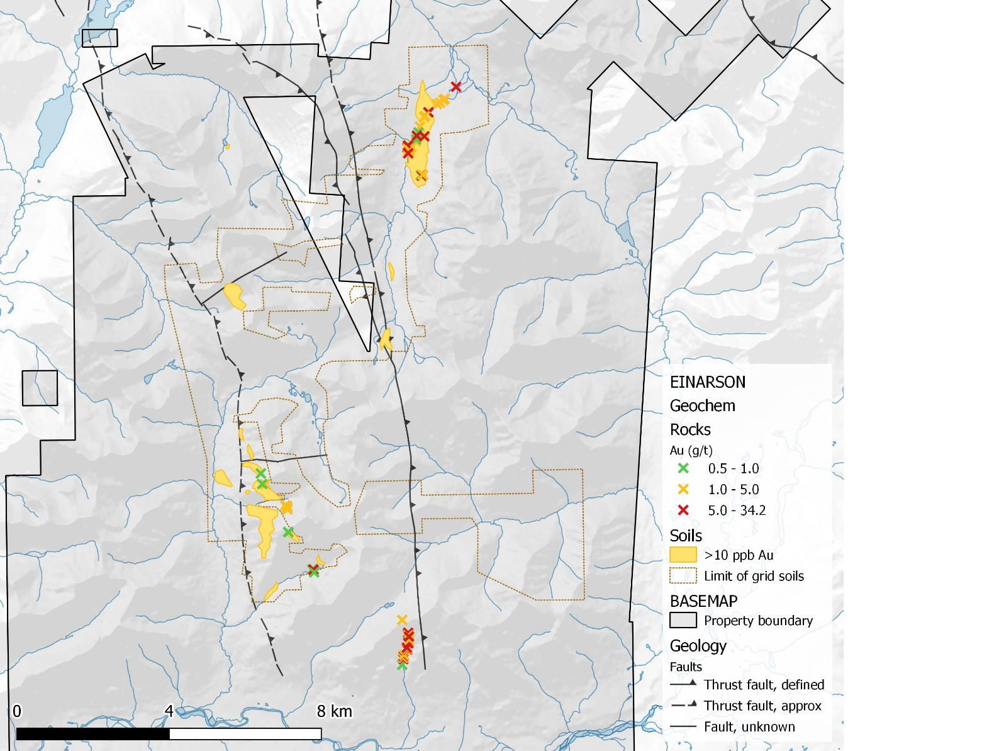 EINARSON
Geochem
Rocks
Au (g/t)
0.5 - 1.0
1.0 - 5.0
5.0 - 34.2
Soils
>10 ppb Au
Limit of grid soils
BASEMAP
Property boundary
Geology
Faults
Thrust fault, defined
Thrust fault, approx
Fault, unknown
0 4 8 km